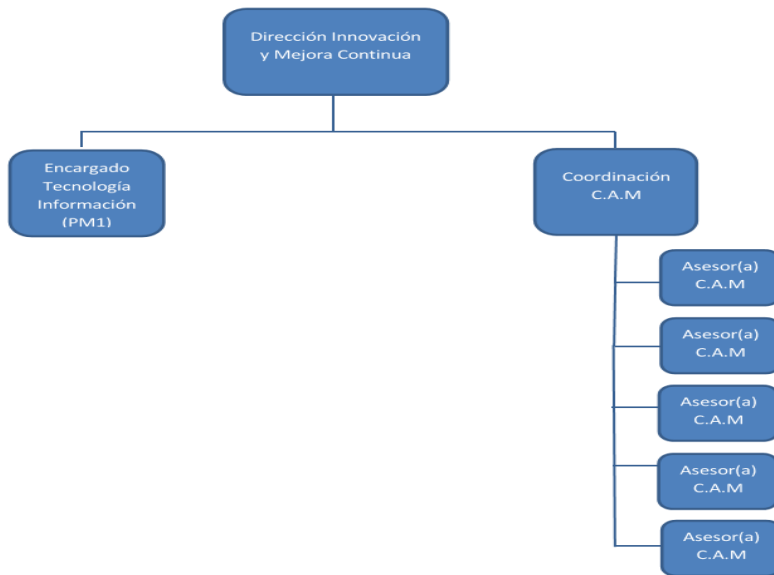 Dirección Innovación
y Mejora Continua
Encargado
Tecnología
Información
(PM1)
Coordinación
C.A.M
Asesor(a)
C.A.M
Asesor(a)
C.A.M
Asesor(a)
C.A.M
Asesor(a)
C.A.M
Asesor(a)
C.A.M